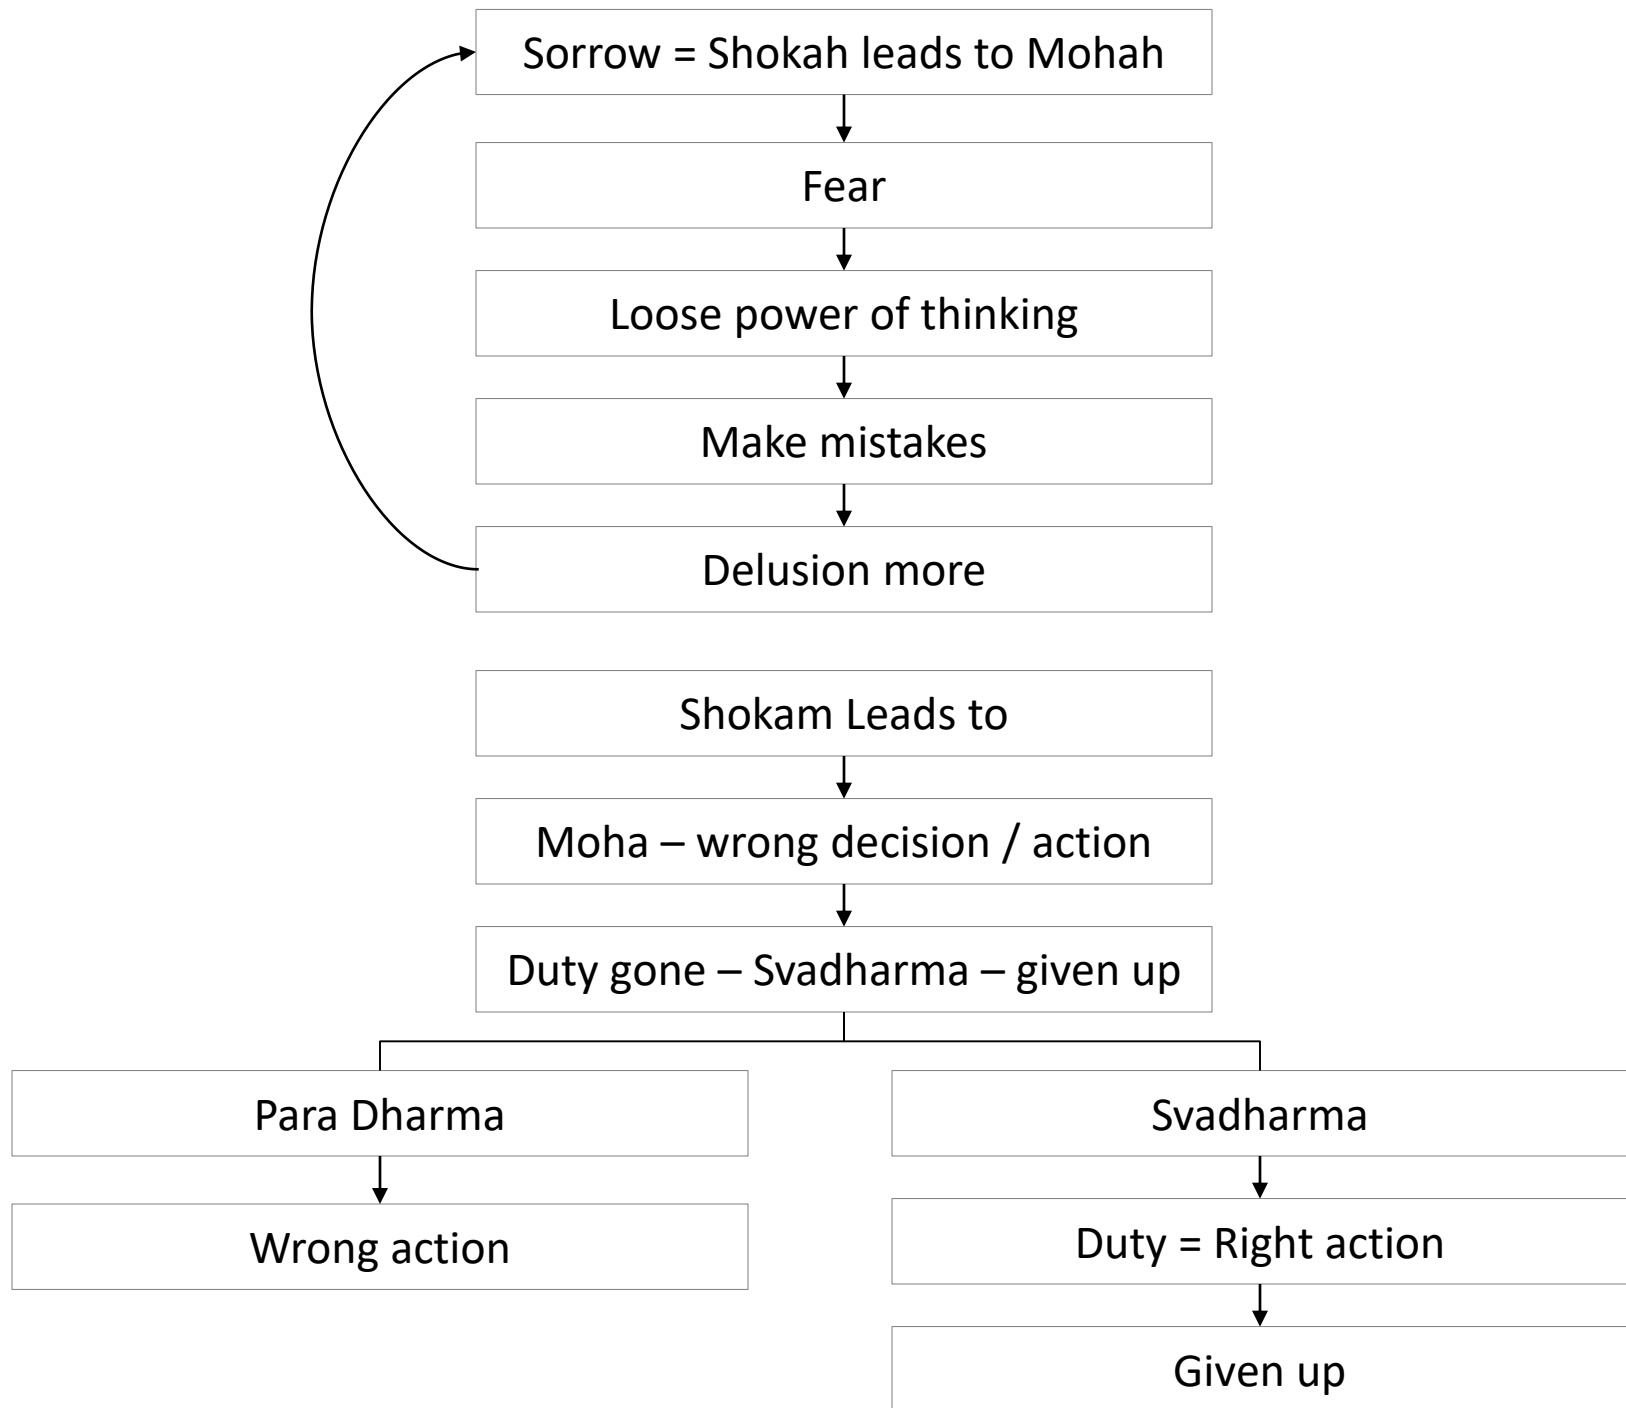 Sorrow = Shokah leads to Mohah
Fear
Loose power of thinking
Make mistakes
Delusion more
Shokam Leads to
Moha – wrong decision / action
Duty gone – Svadharma – given up
Para Dharma
Svadharma
Wrong action
Duty = Right action
Given up